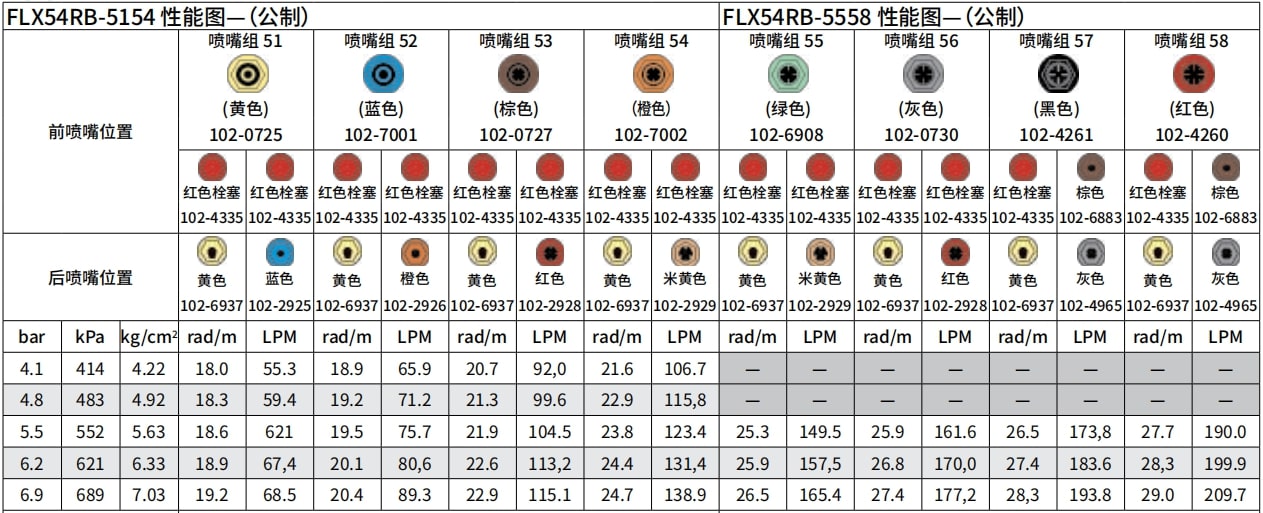 FLX54RB-5154 性能图—（公制） FLX54RB-5558 性能图—（公制）
喷嘴组 51 喷嘴组 52 喷嘴组 53 喷嘴组 54 喷嘴组 55 喷嘴组 56 喷嘴组 57 喷嘴组 58
(黄色) (蓝色) (棕色) (橙色) (绿色) (灰色) (黑色) (红色)
前喷嘴位置
102-0725 102-7001 102-0727 102-7002 102-6908 102-0730 102-4261 102-4260
红色栓塞 红色栓塞 红色栓塞 红色栓塞 红色栓塞 红色栓塞 红色栓塞 红色栓塞 红色栓塞 红色栓塞 红色栓塞 红色栓塞 红色栓塞 棕色 红色栓塞 棕色
102-4335 102-4335 102-4335 102-4335 102-4335 102-4335 102-4335 102-4335 102-4335 102-4335 102-4335 102-4335 102-4335 102-6883 102-4335 102-6883
后喷嘴位置
黄色 蓝色 黄色 橙色 黄色 红色 黄色 米黄色 黄色 米黄色 黄色 红色 黄色 灰色 黄色 灰色
102-6937 102-2925 102-6937 102-2926 102-6937 102-2928 102-6937 102-2929 102-6937 102-2929 102-6937 102-2928 102-6937 102-4965 102-6937 102-4965
bar kPa kg/cm² rad/m LPM rad/m LPM rad/m LPM rad/m LPM rad/m LPM rad/m LPM rad/m LPM rad/m LPM
4.1 414 4.22 18.0 55.3 18.9 65.9 20.7 92,0 21.6 106.7 — — — — — — — —
4.8 483 4.92 18.3 59.4 19.2 71.2 21.3 99.6 22.9 115,8 — — — — — — — —
5.5 552 5.63 18.6 621 19.5 75.7 21.9 104.5 23.8 123.4 25.3 149.5 25.9 161.6 26.5 173,8 27.7 190.0
6.2 621 6.33 18.9 67,4 20.1 80,6 22.6 113,2 24.4 131,4 25.9 157,5 26.8 170,0 27.4 183.6 28,3 199.9
6.9 689 7.03 19.2 68.5 20.4 89.3 22.9 115.1 24.7 138.9 26.5 165.4 27.4 177,2 28,3 193.8 29.0 209.7